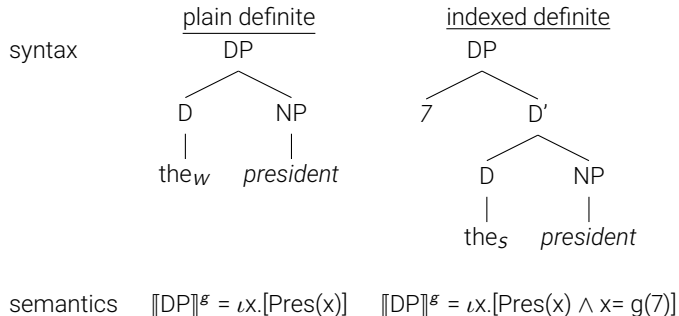 plain definite indexed definite
syntax DP DP
D NP 7 D’
the_W president D NP
the_S president
semantics ⟦DP⟧^g = ιx.[Pres(x)] ⟦DP⟧^g = ιx.[Pres(x) ∧ x= g(7)]